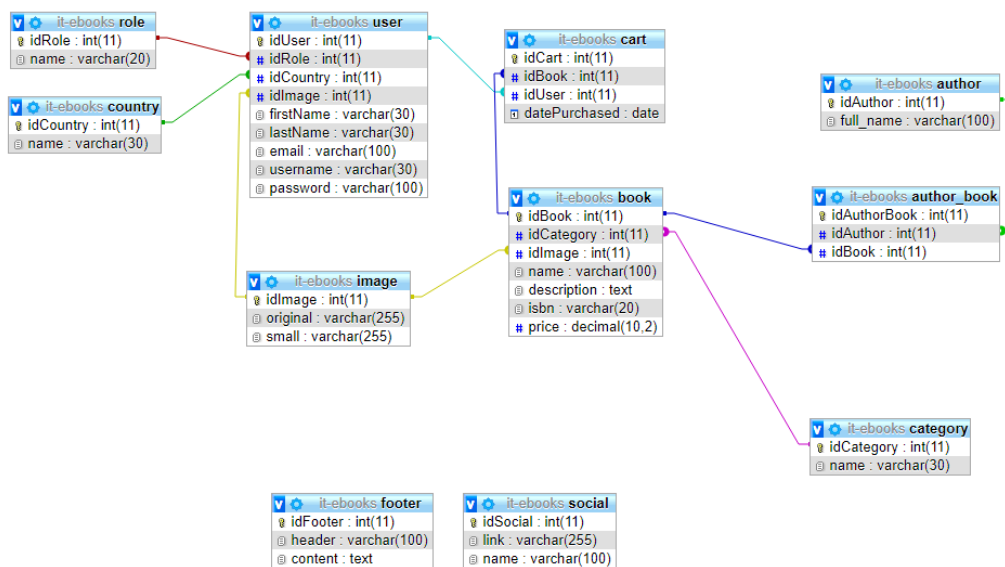 it-ebooks role
idRole : int(11)
name : varchar(20)
it-ebooks country
idCountry : int(11)
name : varchar(30)
it-ebooks user
idUser : int(11)
idRole : int(11)
idCountry : int(11)
idImage : int(11)
firstName : varchar(30)
lastName : varchar(30)
email : varchar(100)
username : varchar(30)
password : varchar(100)
it-ebooks cart
idCart : int(11)
idBook : int(11)
idUser : int(11)
datePurchased : date
it-ebooks author
idAuthor : int(11)
full_name : varchar(100)
it-ebooks book
idBook : int(11)
idCategory : int(11)
idImage : int(11)
name : varchar(100)
description : text
isbn : varchar(20)
price : decimal(10,2)
it-ebooks author_book
idAuthorBook : int(11)
idAuthor : int(11)
idBook : int(11)
it-ebooks image
idImage : int(11)
original : varchar(255)
small : varchar(255)
it-ebooks category
idCategory : int(11)
name : varchar(30)
it-ebooks footer
idFooter : int(11)
header : varchar(100)
content : text
it-ebooks social
idSocial : int(11)
link : varchar(255)
name : varchar(100)